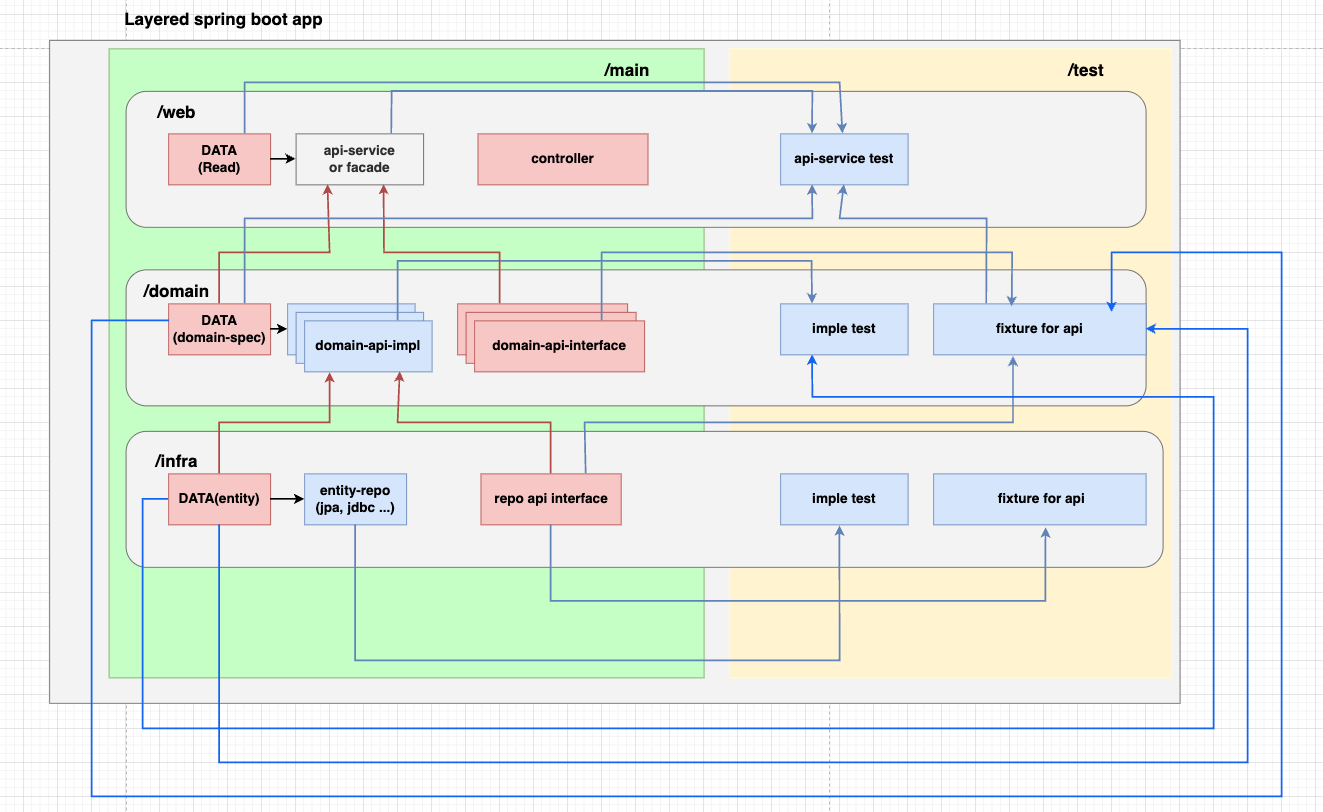 Layered spring boot app
/main
/test
/web
DATA
(Read)
api-service
or facade
controller
api-service test
/domain
DATA
(domain-spec)
domain-api-impl
domain-api-interface
imple test
fixture for api
/infra
DATA(entity)
entity-repo
(jpa, jdbc ...)
repo api interface
imple test
fixture for api